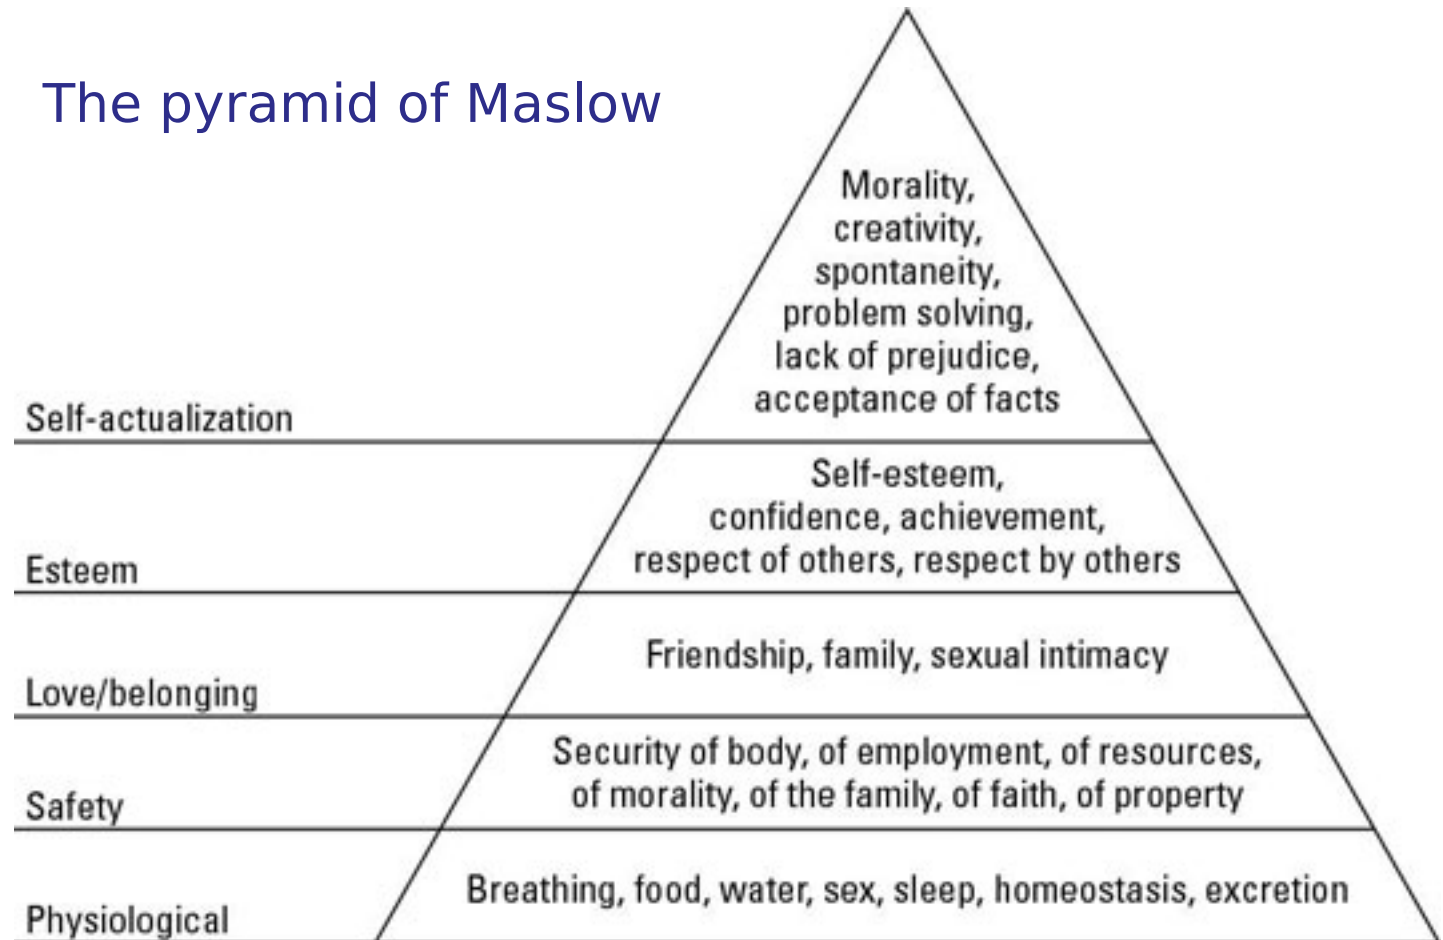 The pyramid of Maslow
Morality,
creativity,
spontaneity,
problem solving,
lack of prejudice,
acceptance of facts
Self-actualization
Self-esteem,
confidence, achievement,
respect of others, respect by others
Esteem
Friendship, family, sexual intimacy
Love/belonging
Security of body, of employment, of resources,
of morality, of the family, of faith, of property
Safety
Breathing, food, water, sex, sleep, homeostasis, excretion
Physiological